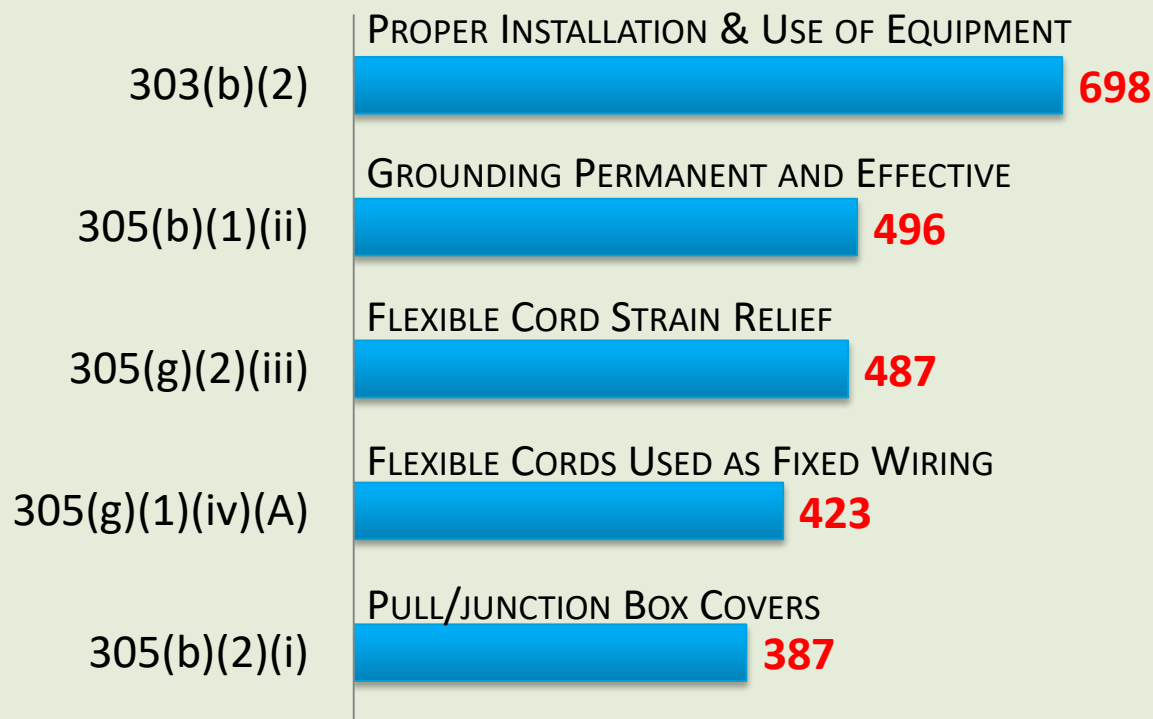 PROPER INSTALLATION & USE OF EQUIPMENT
303(b)(2)
698
GROUNDING PERMANENT AND EFFECTIVE
305(b)(1)(ii)
496
FLEXIBLE CORD STRAIN RELIEF
305(g)(2)(iii)
487
FLEXIBLE CORDS USED AS FIXED WIRING
305(g)(1)(iv)(A)
423
PULL/JUNCTION BOX COVERS
305(b)(2)(i)
387